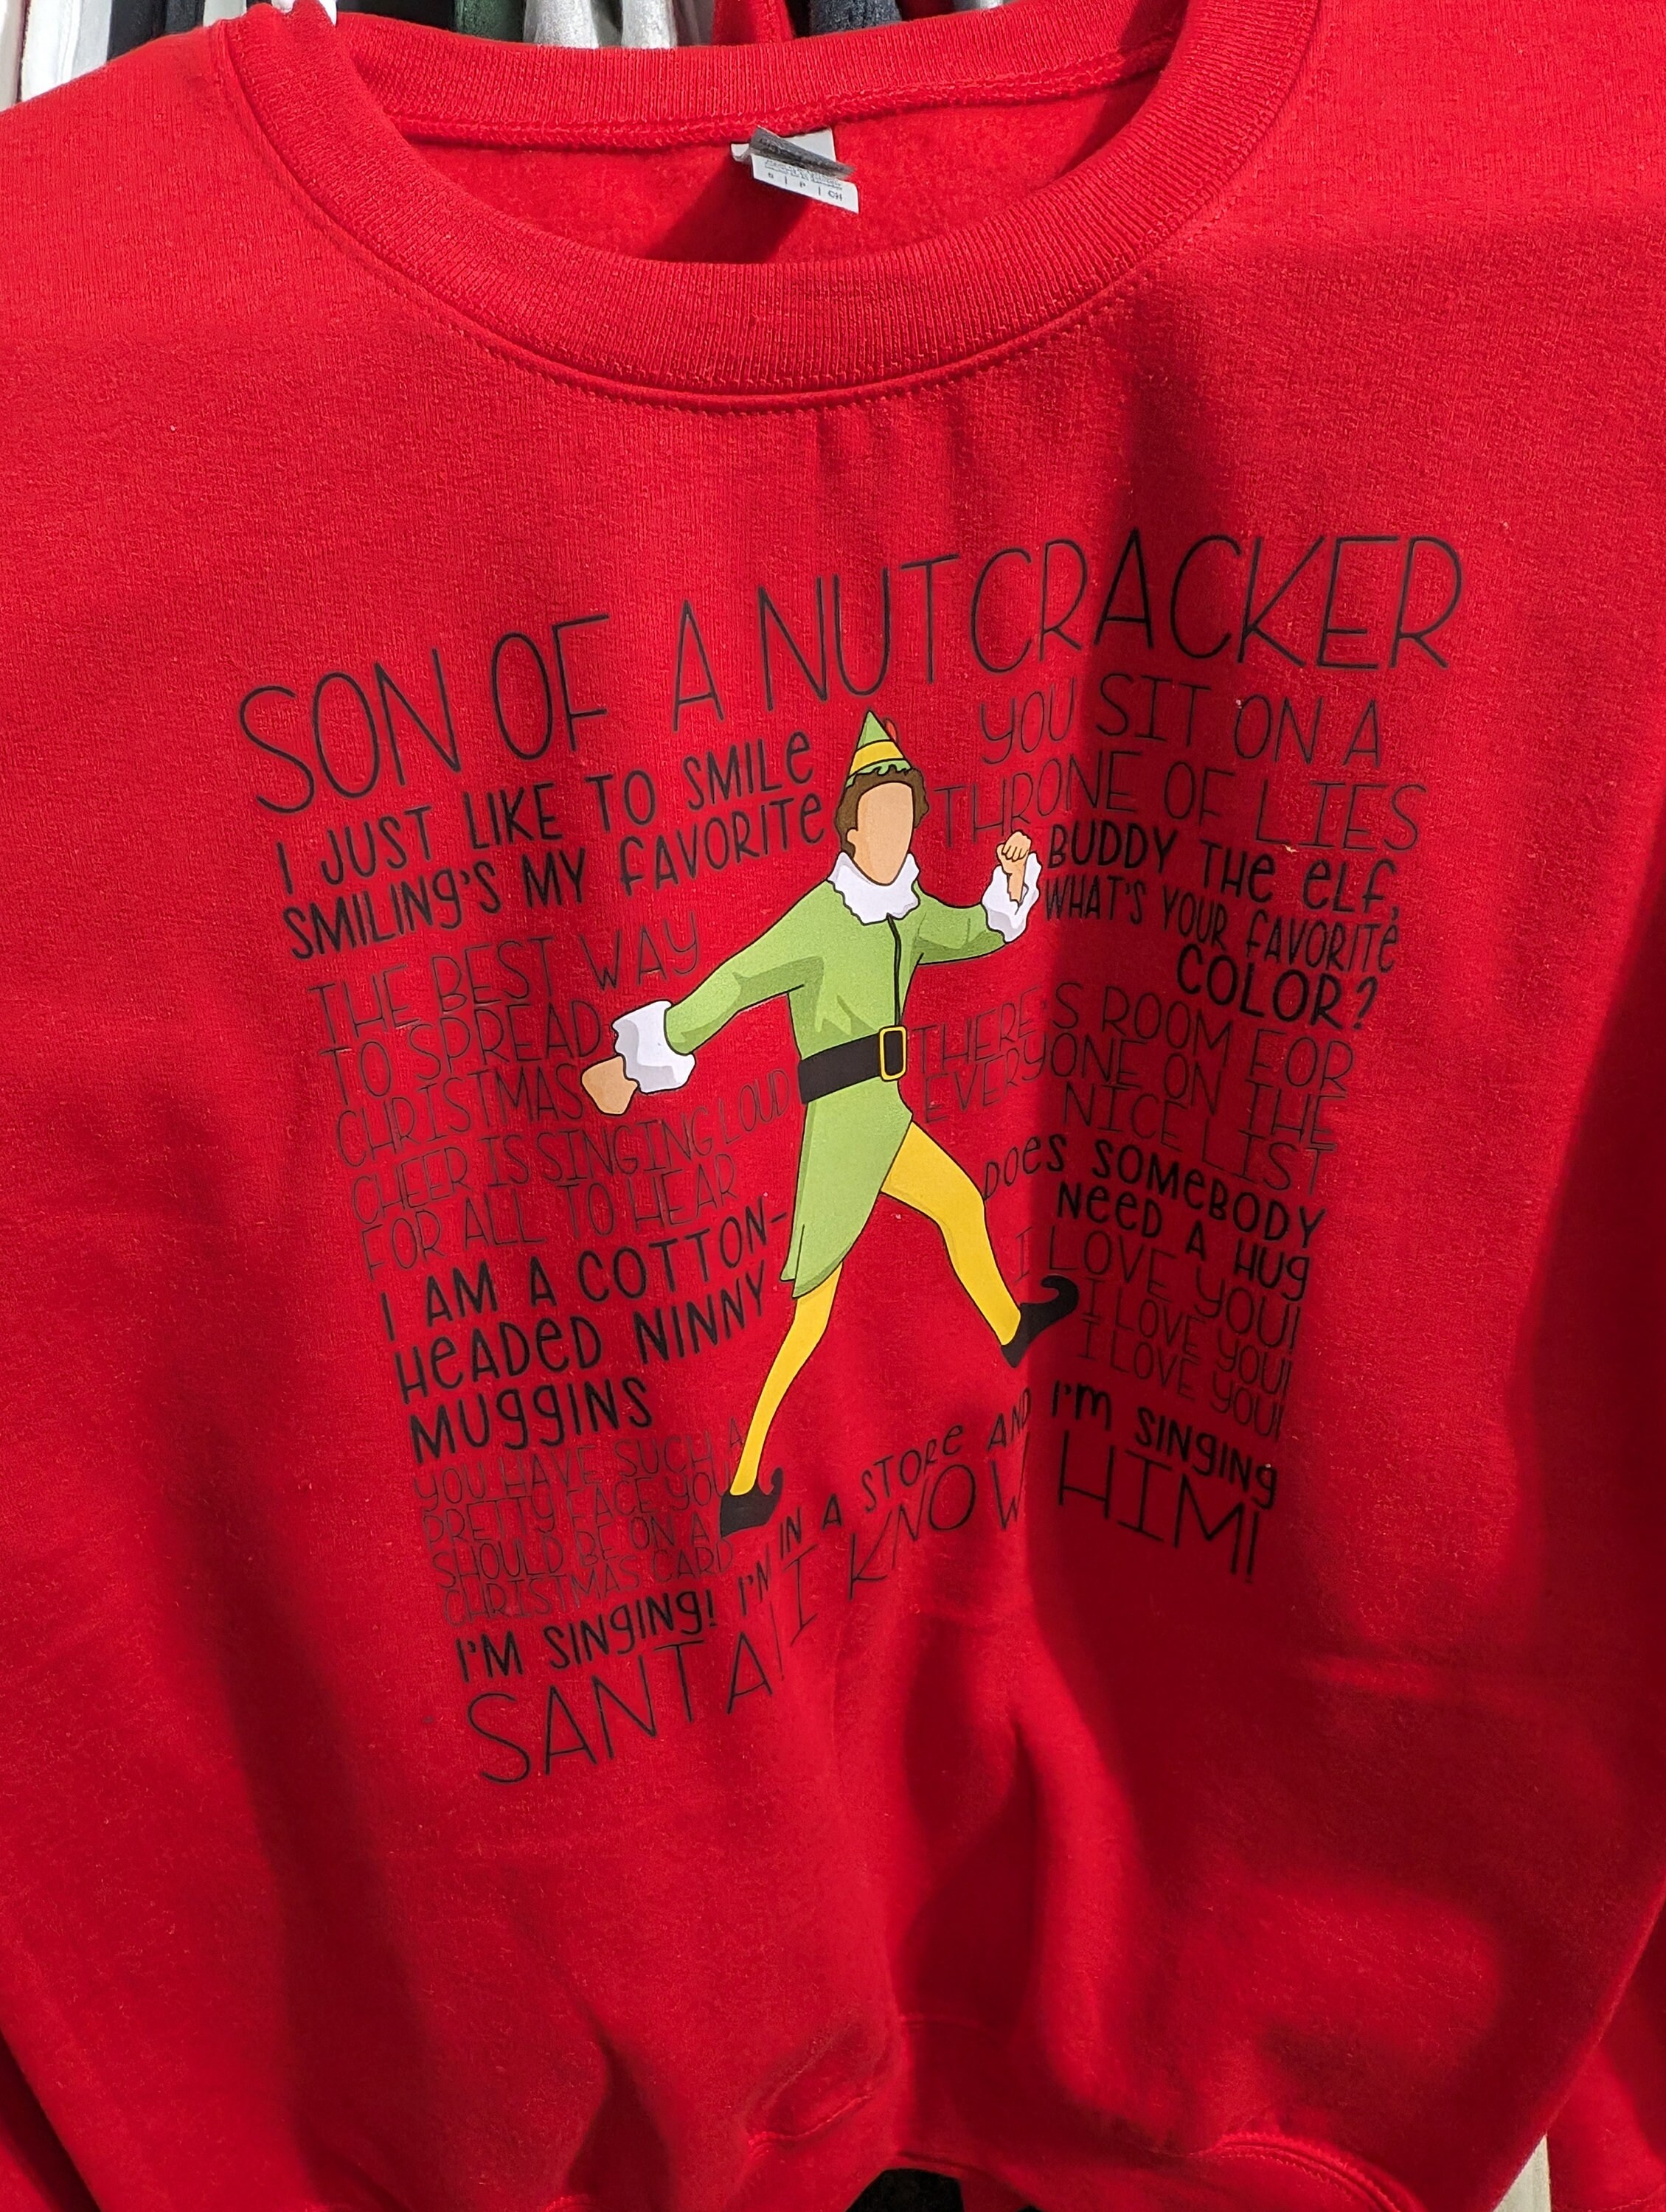 S | P | CH
SON OF A NUTCRACKER
I JUST LIKE TO SMILE
SMILING'S MY FAVORITE
THE BEST WAY
TO SPREAD
CHRISTMAS
CHEER IS SINGING LOUD
FOR ALL TO HEAR
I AM A COTTON-
HEADED NINNY
MUGGINS
YOU HAVE SUCH A
PRETTY FACE YOU
SHOULD BE ON A
CHRISTMAS CARD
YOU SIT ON A
THRONE OF LIES
BUDDY THE ELF,
WHAT'S YOUR FAVORITE
COLOR?
THERE'S ROOM FOR
EVERYONE ON THE
NICE LIST
DOES SOMEBODY
NEED A HUG
I LOVE YOU!
I LOVE YOU!
I LOVE YOU!
I'M SINGING! I'M IN A STORE AND I'M SINGING
SANTA! I KNOW HIM!